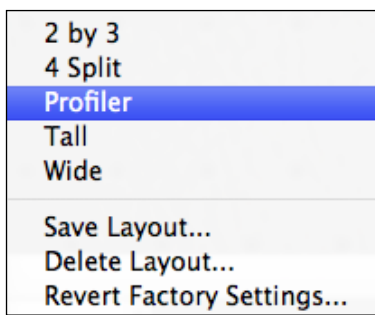 2 by 3
4 Split
Profiler
Tall
Wide
Save Layout...
Delete Layout...
Revert Factory Settings...